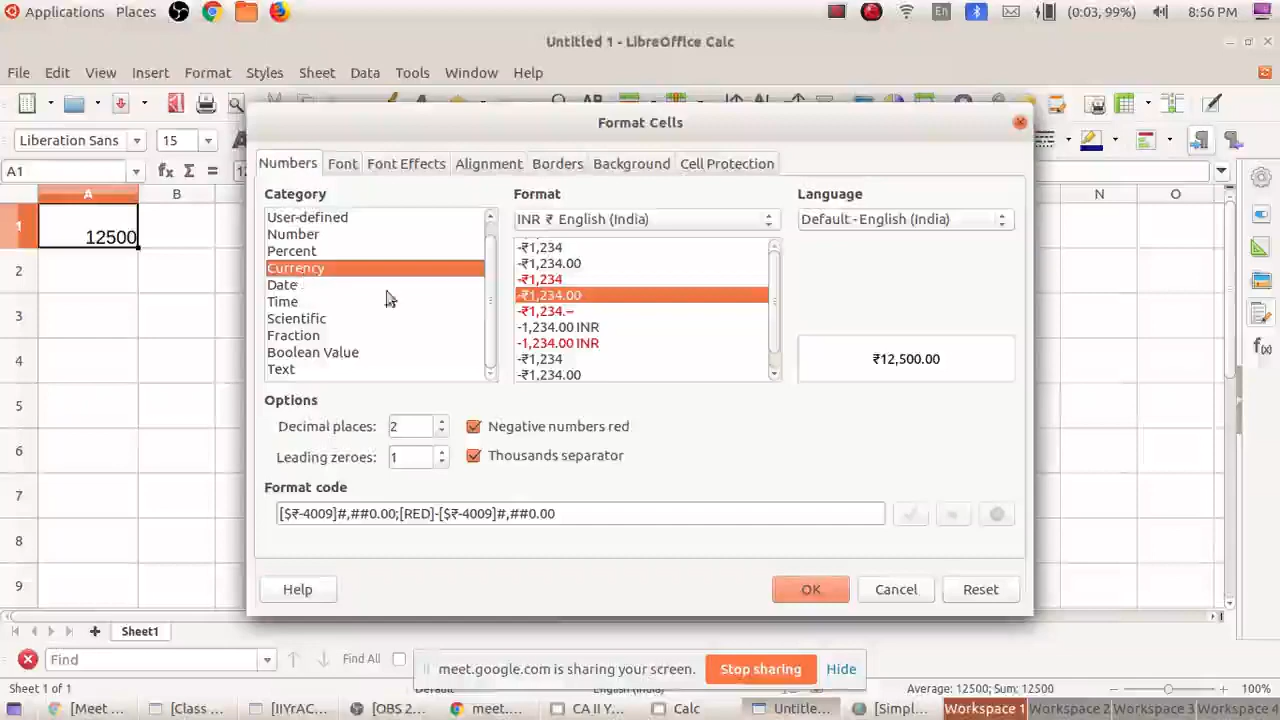 Applications Places En (0:03, 99%) 8:56 PM
Untitled 1 - LibreOffice Calc
File Edit View Insert Format Styles Sheet Data Tools Window Help
Liberation Sans 15
Format Cells
A1
Numbers Font Font Effects Alignment Borders Background Cell Protection
A B N O
Category Format Language
User-defined INR ₹ English (India) Default - English (India)
Number
Percent
Currency
Date
Time
Scientific
Fraction
Boolean Value
Text
-₹1,234
-₹1,234.00
-₹1,234
-₹1,234.00
-₹1,234.--
-1,234.00 INR
-1,234.00 INR
-₹1,234
-₹1,234.00
₹12,500.00
1 12500
2
3
4
5
6
7
8
9
Options
Decimal places: 2 Negative numbers red
Leading zeroes: 1 Thousands separator
Format code
[$₹-4009]#,##0.00;[RED]-[$₹-4009]#,##0.00
Help OK Cancel Reset
Sheet1
Find Find All
meet.google.com is sharing your screen. Stop sharing Hide
Sheet 1 of 1 Default English (India) Average: 12500; Sum: 12500 100%
[Meet ... [Class ... [IIYrAC... [OBS 2... meet.... CA II Y... Calc Untitle... [Simpl... Workspace 1 Workspace 2 Workspace 3 Workspace 4